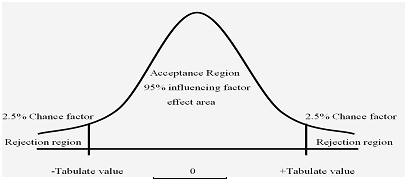 Acceptance Region
95% influencing factor
effect area
2.5% Chance factor
2.5% Chance factor
Rejection region
Rejection region
-Tabulate value
0
+Tabulate value